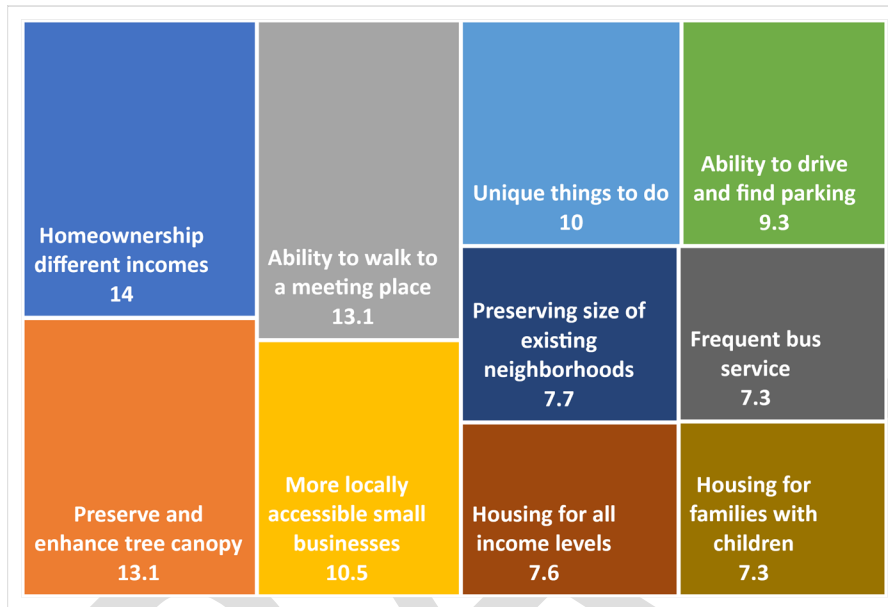 Homeownership
different incomes
14
Preserve and
enhance tree canopy
13.1
Ability to walk to
a meeting place
13.1
More locally
accessible small
businesses
10.5
Unique things to do
10
Ability to drive
and find parking
9.3
Preserving size of
existing
neighborhoods
7.7
Frequent bus
service
7.3
Housing for all
income levels
7.6
Housing for
families with
children
7.3